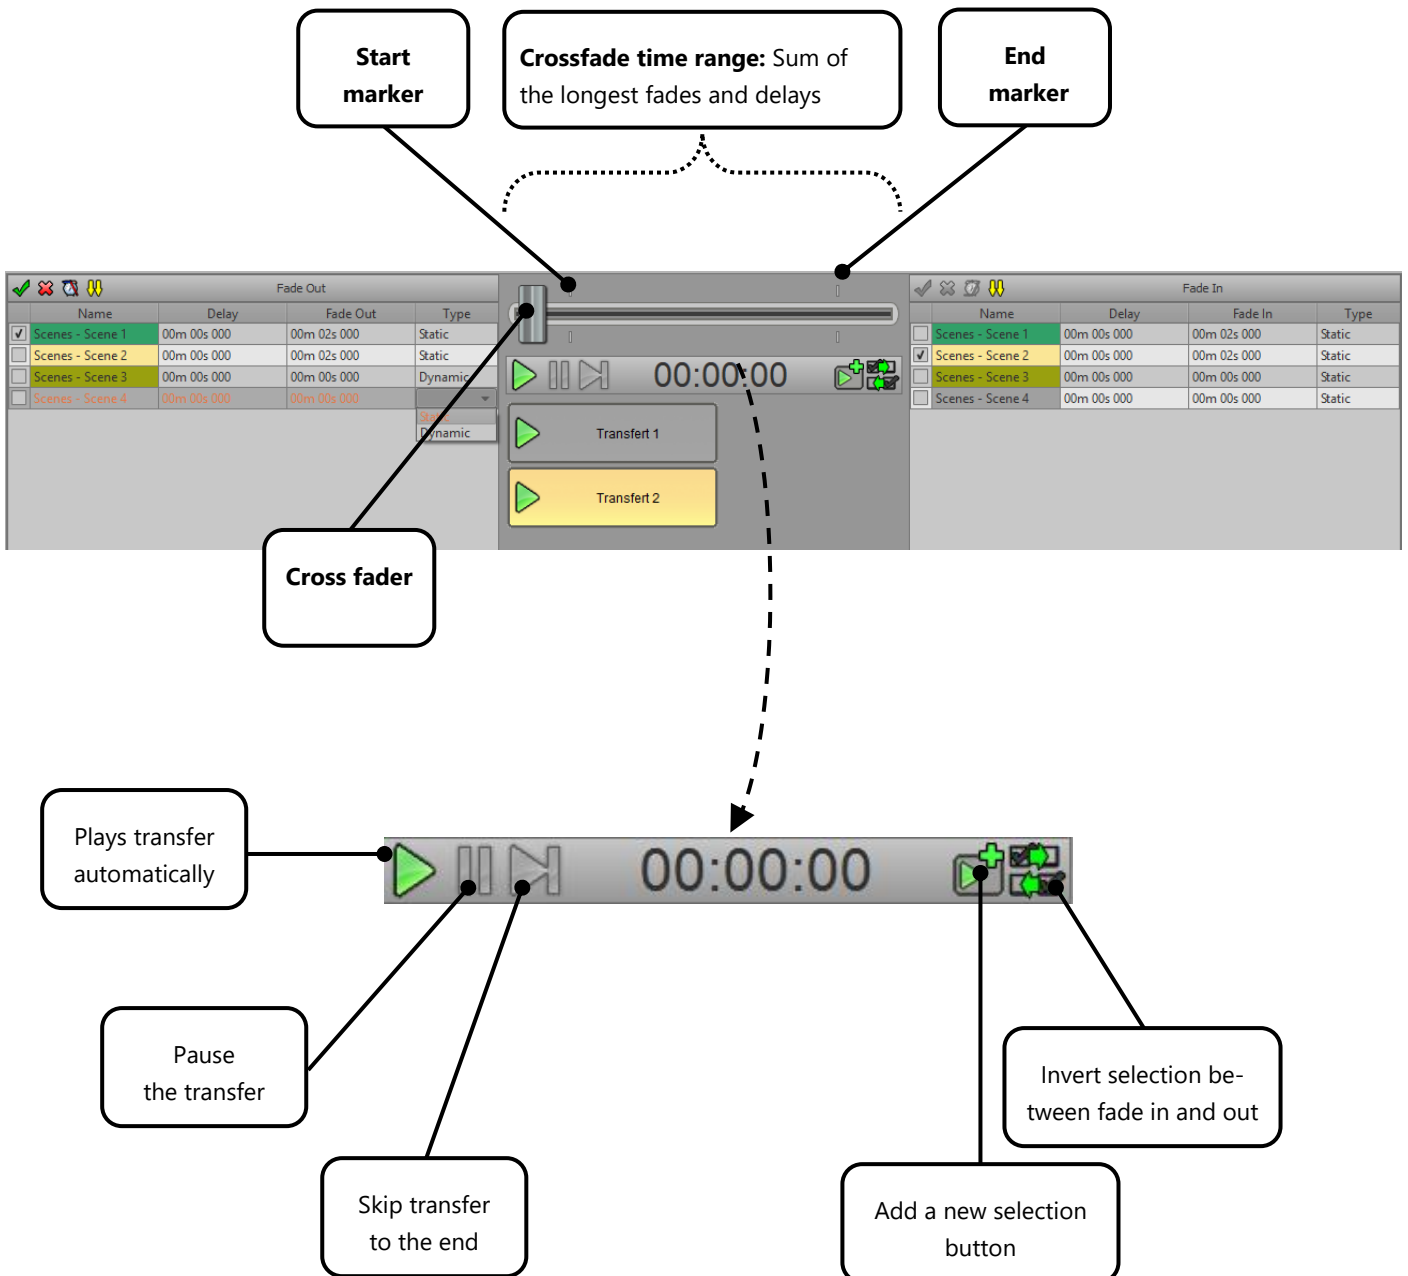 Start
marker
Crossfade time range: Sum of
the longest fades and delays
End
marker
Fade Out
Name Delay Fade Out Type
Scenes - Scene 1 00m 00s 000 00m 02s 000 Static
Scenes - Scene 2 00m 00s 000 00m 02s 000 Static
Scenes - Scene 3 00m 00s 000 00m 00s 000 Dynamic
Scenes - Scene 4 00m 00s 000 00m 00s 000
Static
Dynamic
00:00:00
Transfert 1
Transfert 2
Fade In
Name Delay Fade In Type
Scenes - Scene 1 00m 00s 000 00m 02s 000 Static
Scenes - Scene 2 00m 00s 000 00m 02s 000 Static
Scenes - Scene 3 00m 00s 000 00m 00s 000 Static
Scenes - Scene 4 00m 00s 000 00m 00s 000 Static
Cross fader
Plays transfer
automatically
00:00:00
Pause
the transfer
Invert selection be-
tween fade in and out
Skip transfer
to the end
Add a new selection
button